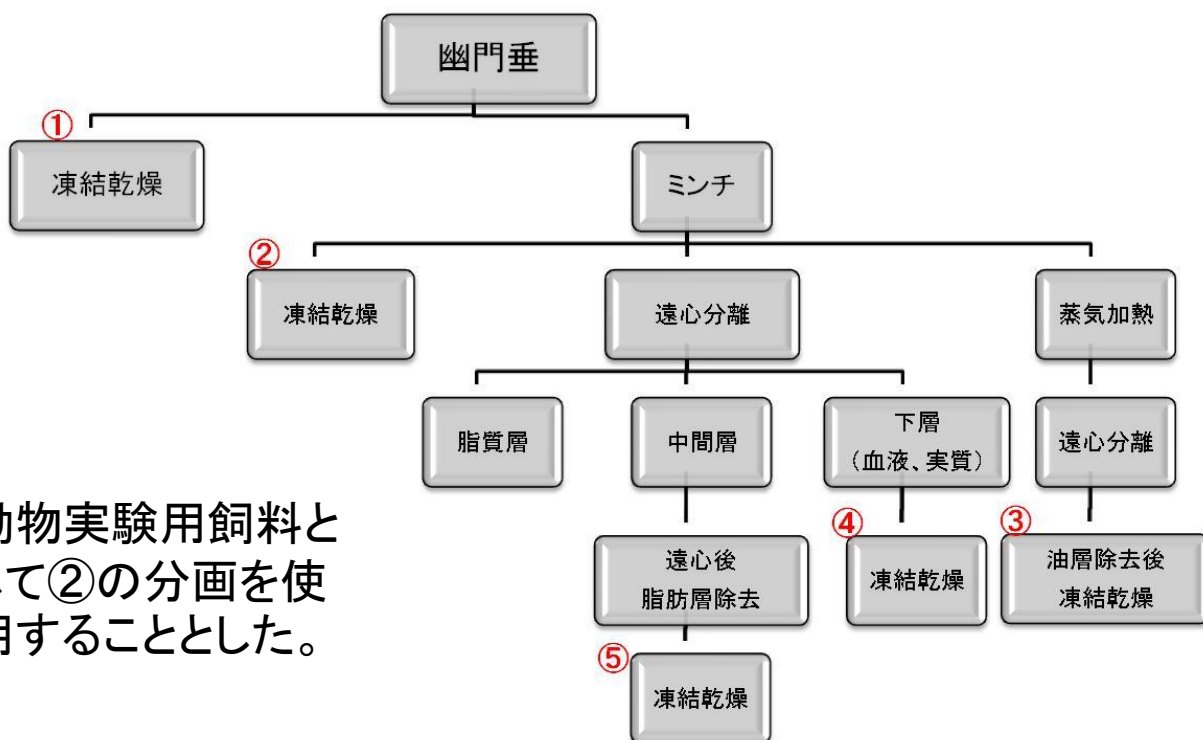 幽門垂
①
凍結乾燥
ミンチ
②
凍結乾燥
遠心分離
蒸気加熱
脂質層
中間層
下層
（血液、実質）
遠心分離
遠心後
脂肪層除去
④
凍結乾燥
③
油層除去後
凍結乾燥
⑤
凍結乾燥
動物実験用飼料と
して②の分画を使
用することとした。